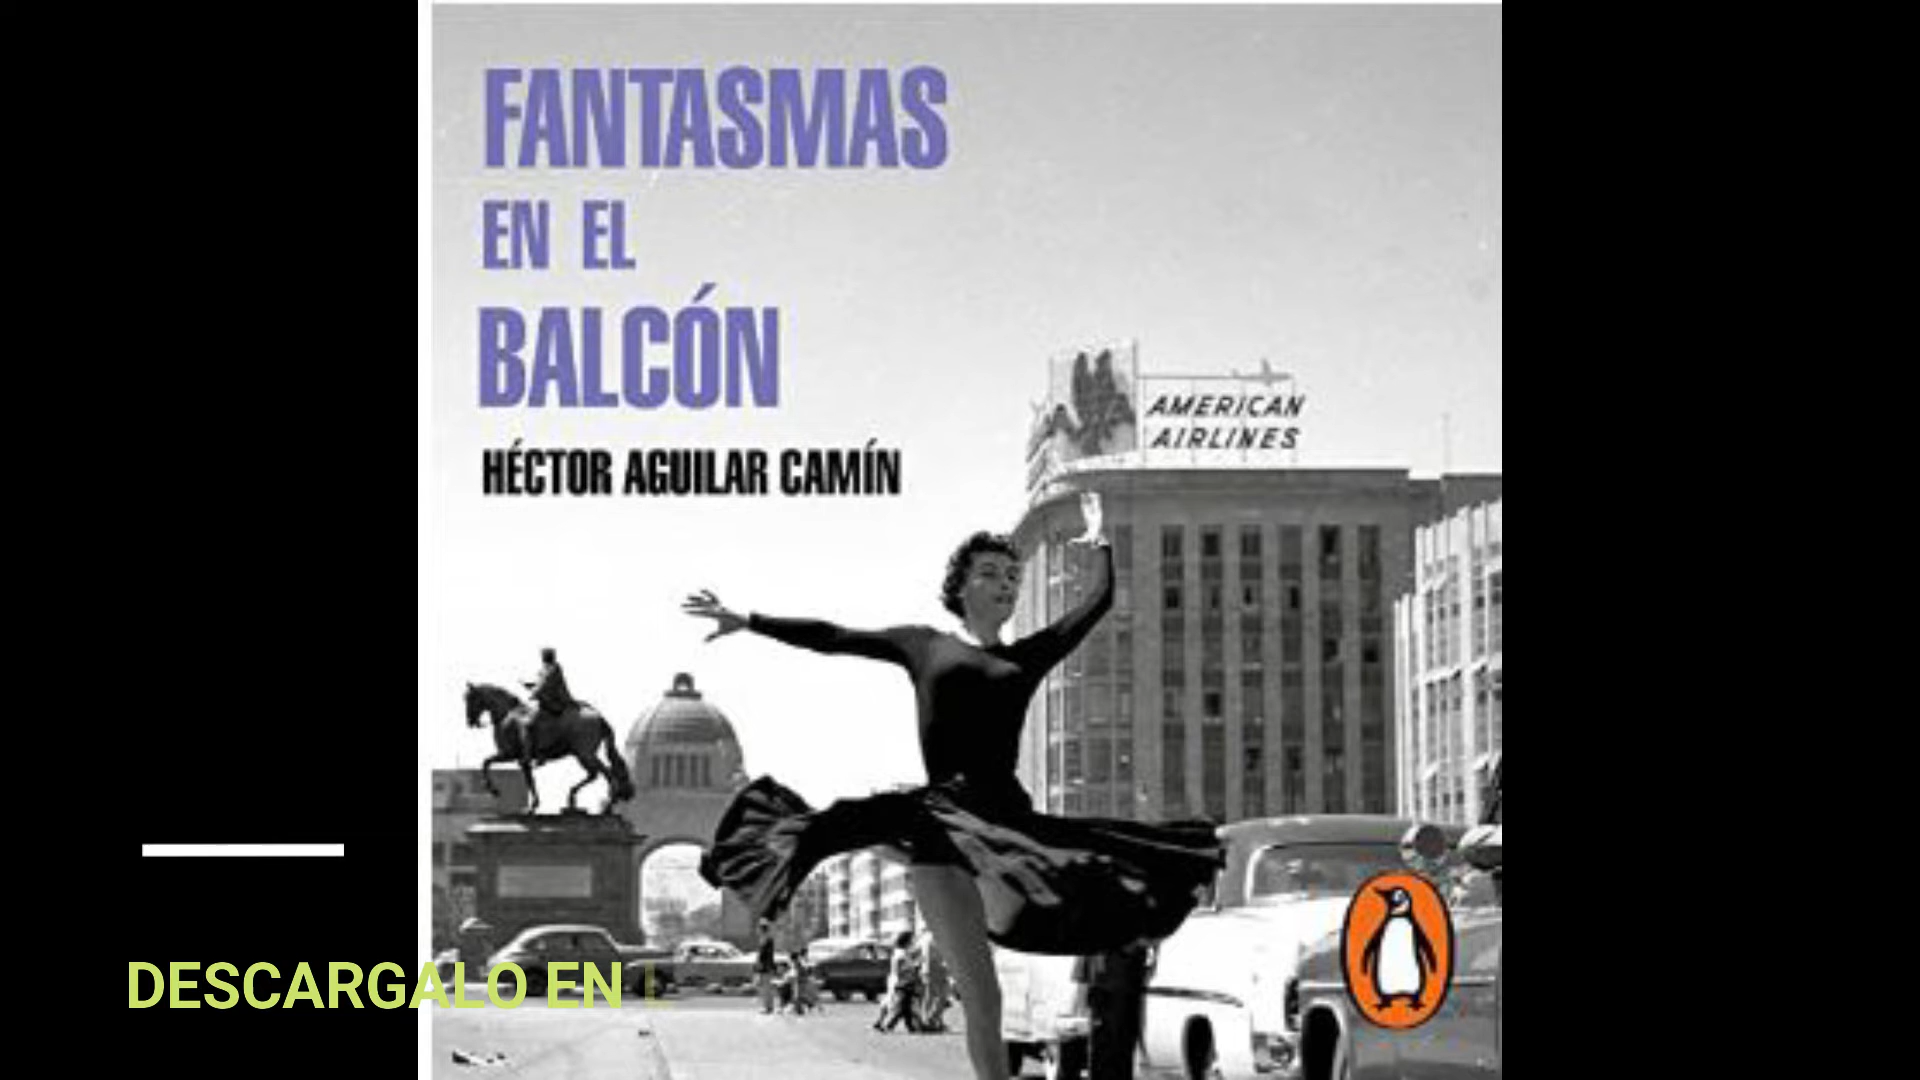 FANTASMAS
EN EL
BALCÓN
HÉCTOR AGUILAR CAMÍN
AMERICAN
AIRLINES
DESCARGALO EN L